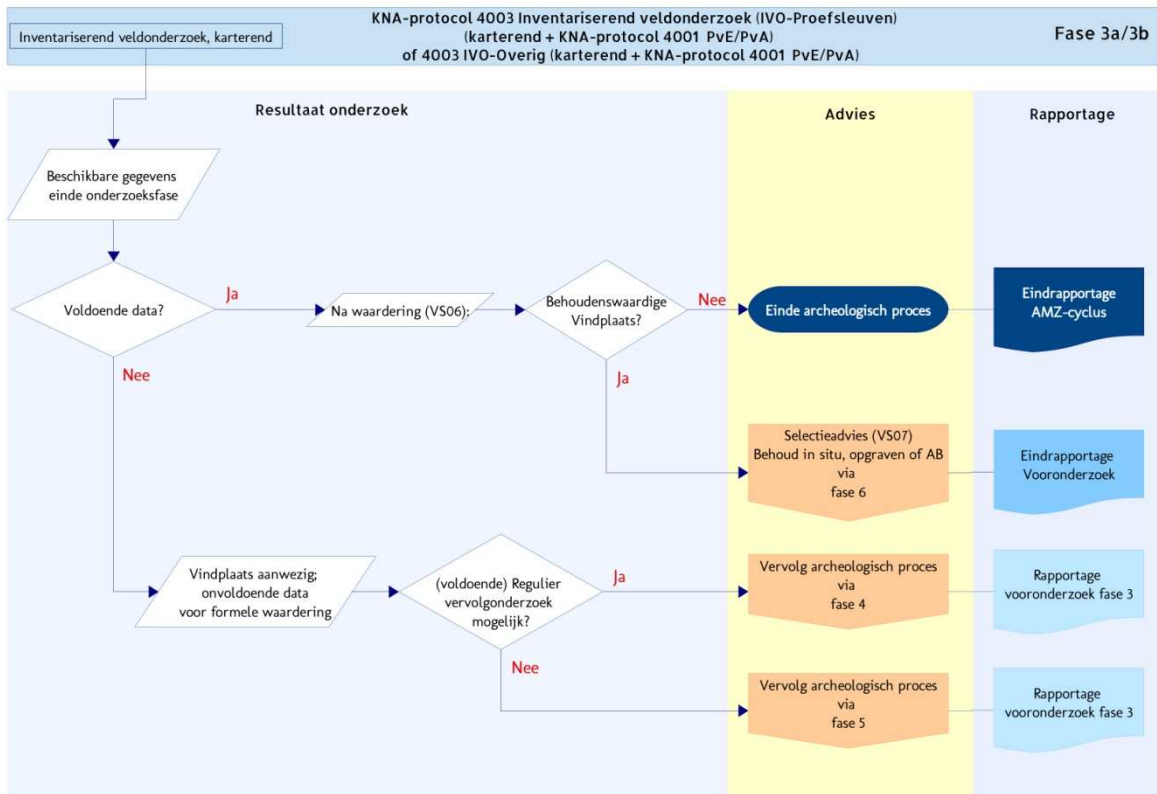 KNA-protocol 4003 Inventariserend veldonderzoek (IVO-Proefsleuven)
(karterend + KNA-protocol 4001 PvE/PvA)
of 4003 IVO-Overig (karterend + KNA-protocol 4001 PvE/PvA)
Fase 3a/3b
Inventariserend veldonderzoek, karterend
Resultaat onderzoek
Advies
Rapportage
Beschikbare gegevens
einde onderzoeksfase
Voldoende data?
Ja
Na waardering (VS06);
Behoudenswaardige
Vindplaats?
Nee
Einde archeologisch proces
Eindrapportage
AMZ-cyclus
Nee
Ja
Selectieadvies (VS07)
Behoud in situ, opgraven of AB
via
fase 6
Eindrapportage
Vooronderzoek
Vindplaats aanwezig;
onvoldoende data
voor formele waardering
(voldoende) Regulier
vervolgonderzoek
mogelijk?
Ja
Vervolg archeologisch proces
via
fase 4
Rapportage
vooronderzoek fase 3
Nee
Vervolg archeologisch proces
via
fase 5
Rapportage
vooronderzoek fase 3